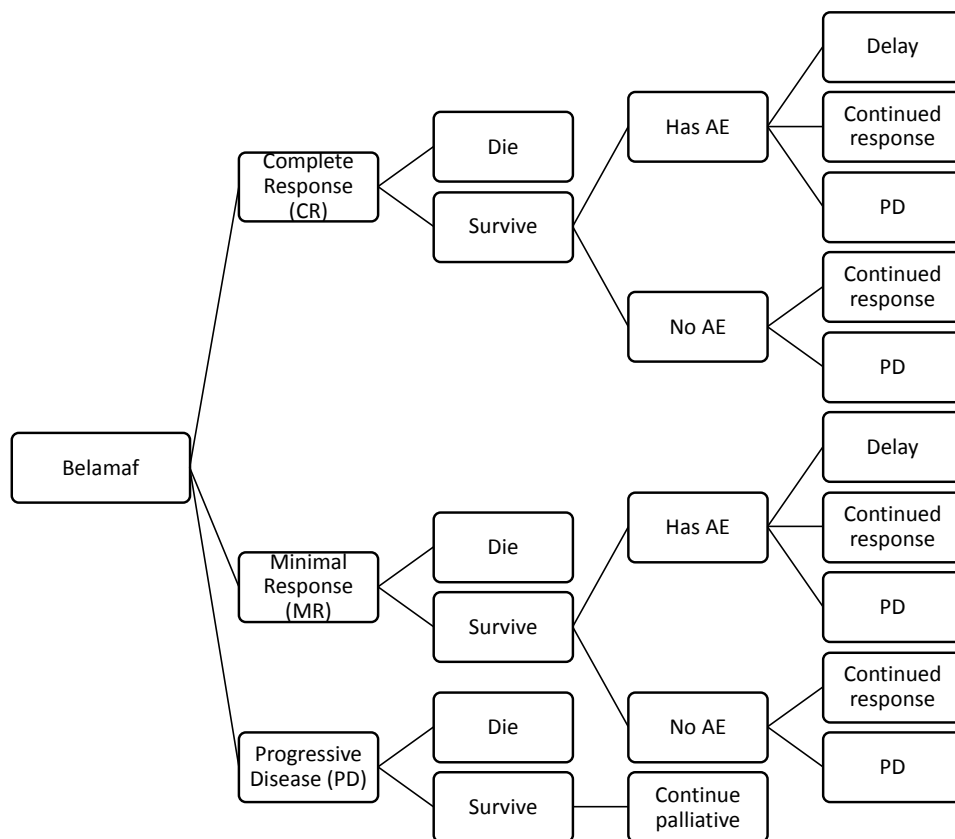 Belamaf
Complete
Response
(CR)
Die
Survive
Has AE
Delay
Continued
response
PD
No AE
Continued
response
PD
Minimal
Response
(MR)
Die
Survive
Has AE
Delay
Continued
response
PD
No AE
Continued
response
PD
Progressive
Disease (PD)
Die
Survive
Continue
palliative